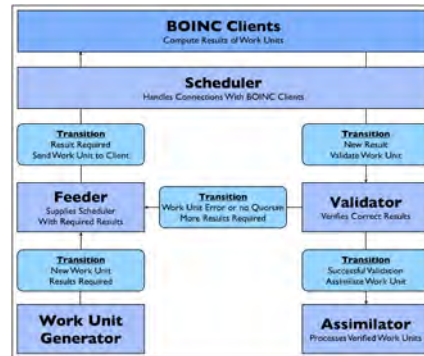 BOINC Clients
Compute Results of Work Units
Scheduler
Handles Connections With BOINC Clients
Transition
Result Required
Send Work Unit to Client
Transition
New Result
Validate Work Unit
Feeder
Supplies Scheduler
With Required Results
Transition
Work Unit Error or no Quorum
More Results Required
Validator
Verifies Correct Results
Transition
New Work Unit
Results Required
Transition
Successful Validation
Assimilate Work Unit
Work Unit
Generator
Assimilator
Processes Verified Work Units